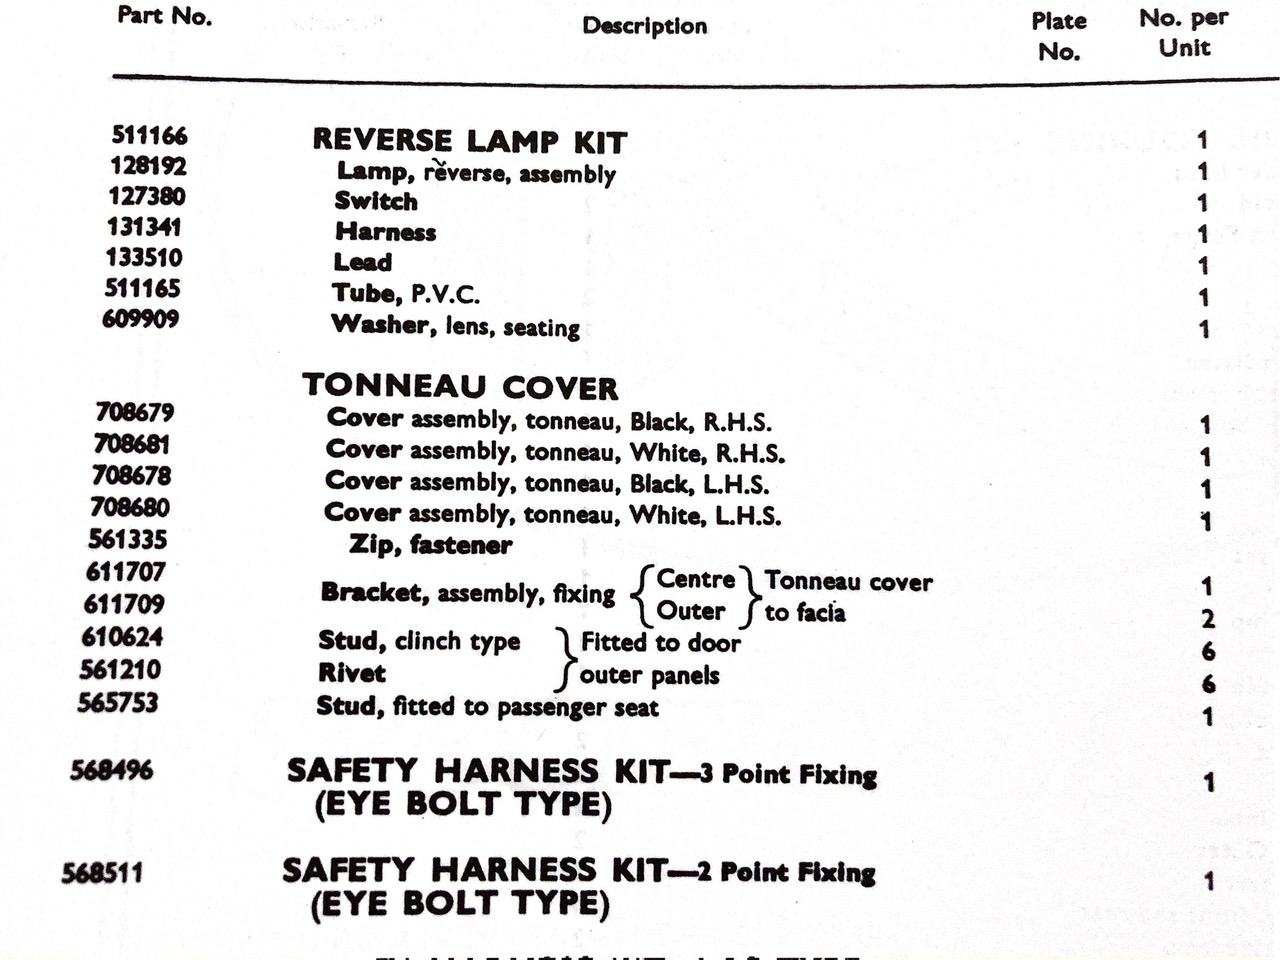 Part No. Description Plate No. No. per Unit
511166 REVERSE LAMP KIT 1
128192 Lamp, reverse, assembly 1
127380 Switch 1
131341 Harness 1
133510 Lead 1
511165 Tube, P.V.C. 1
609909 Washer, lens, seating 1
TONNEAU COVER
708679 Cover assembly, tonneau, Black, R.H.S. 1
708681 Cover assembly, tonneau, White, R.H.S. 1
708678 Cover assembly, tonneau, Black, L.H.S. 1
708680 Cover assembly, tonneau, White, L.H.S. 1
561335 Zip, fastener
611707 Bracket, assembly, fixing { Centre } Tonneau cover 1
611709 Outer to facia 2
610624 Stud, clinch type } Fitted to door 6
561210 Rivet outer panels 6
565753 Stud, fitted to passenger seat 1
568496 SAFETY HARNESS KIT—3 Point Fixing 1
(EYE BOLT TYPE)
568511 SAFETY HARNESS KIT—2 Point Fixing 1
(EYE BOLT TYPE)